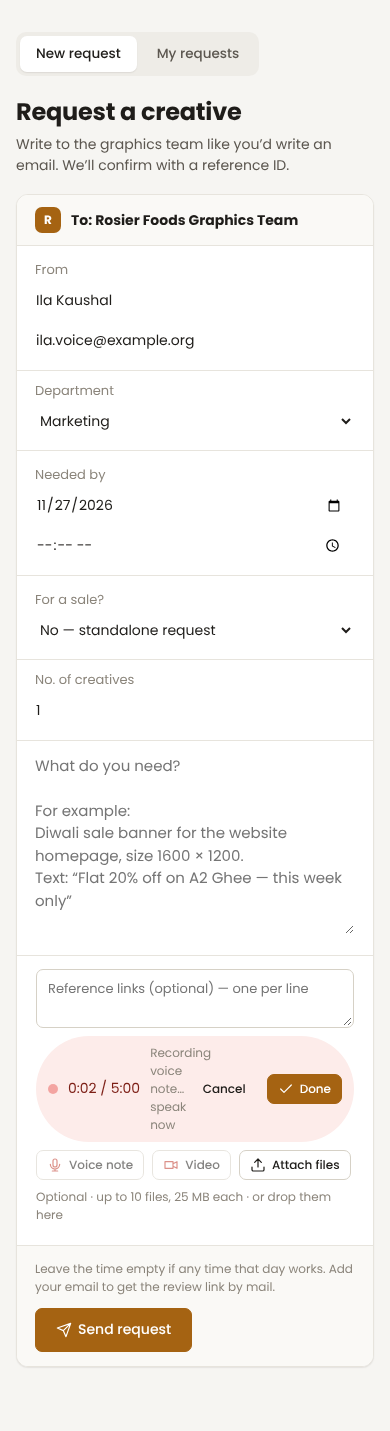 New request
My requests
Request a creative
Write to the graphics team like you’d write an
email. We’ll confirm with a reference ID.
R
To: Rosier Foods Graphics Team
From
Ila Kaushal
ila.voice@example.org
Department
Marketing
Needed by
11/27/2026
--:-- --
For a sale?
No — standalone request
No. of creatives
1
What do you need?
For example:
Diwali sale banner for the website
homepage, size 1600 × 1200.
Text: “Flat 20% off on A2 Ghee — this week
only”
Reference links (optional) — one per line
0:02 / 5:00
Recording
voice
note…
speak
now
Cancel
Done
Voice note
Video
Attach files
Optional · up to 10 files, 25 MB each · or drop them
here
Leave the time empty if any time that day works. Add
your email to get the review link by mail.
Send request